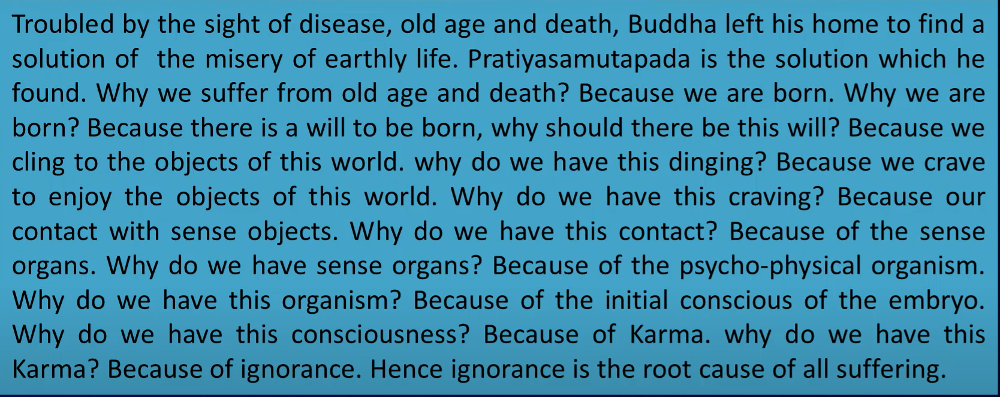 Troubled by the sight of disease, old age and death, Buddha left his home to find a
solution of the misery of earthly life. Pratiyasamutapada is the solution which he
found. Why we suffer from old age and death? Because we are born. Why we are
born? Because there is a will to be born, why should there be this will? Because we
cling to the objects of this world. why do we have this dinging? Because we crave
to enjoy the objects of this world. Why do we have this craving? Because our
contact with sense objects. Why do we have this contact? Because of the sense
organs. Why do we have sense organs? Because of the psycho-physical organism.
Why do we have this organism? Because of the initial conscious of the embryo.
Why do we have this consciousness? Because of Karma. why do we have this
Karma? Because of ignorance. Hence ignorance is the root cause of all suffering.